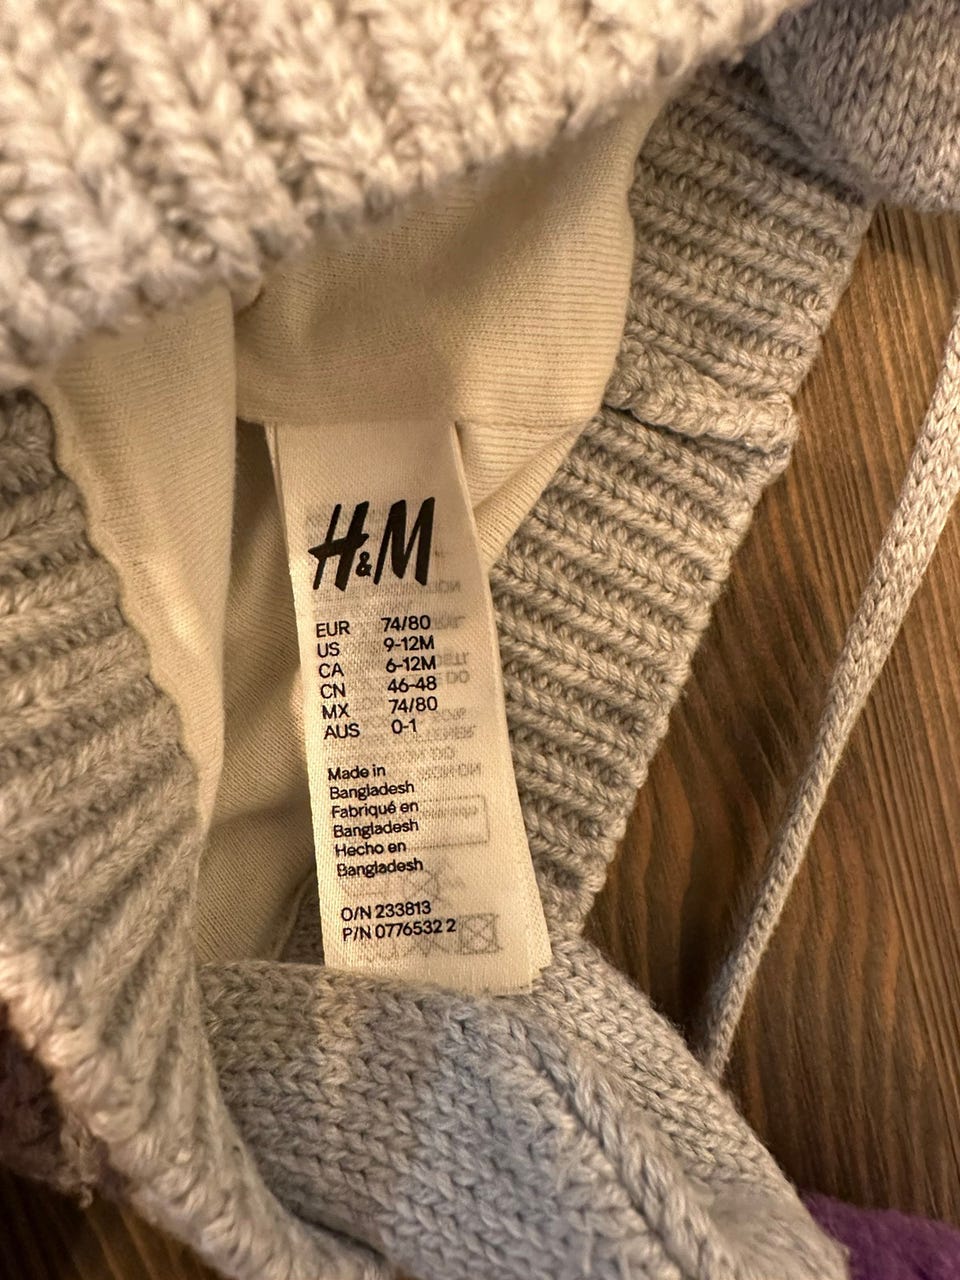 H&M
EUR 74/80
US 9-12M
CA 6-12M
CN 46-48
MX 74/80
AUS 0-1
Made in
Bangladesh
Fabriqué en
Bangladesh
Hecho en
Bangladesh
O/N 233813
P/N 0776532 2